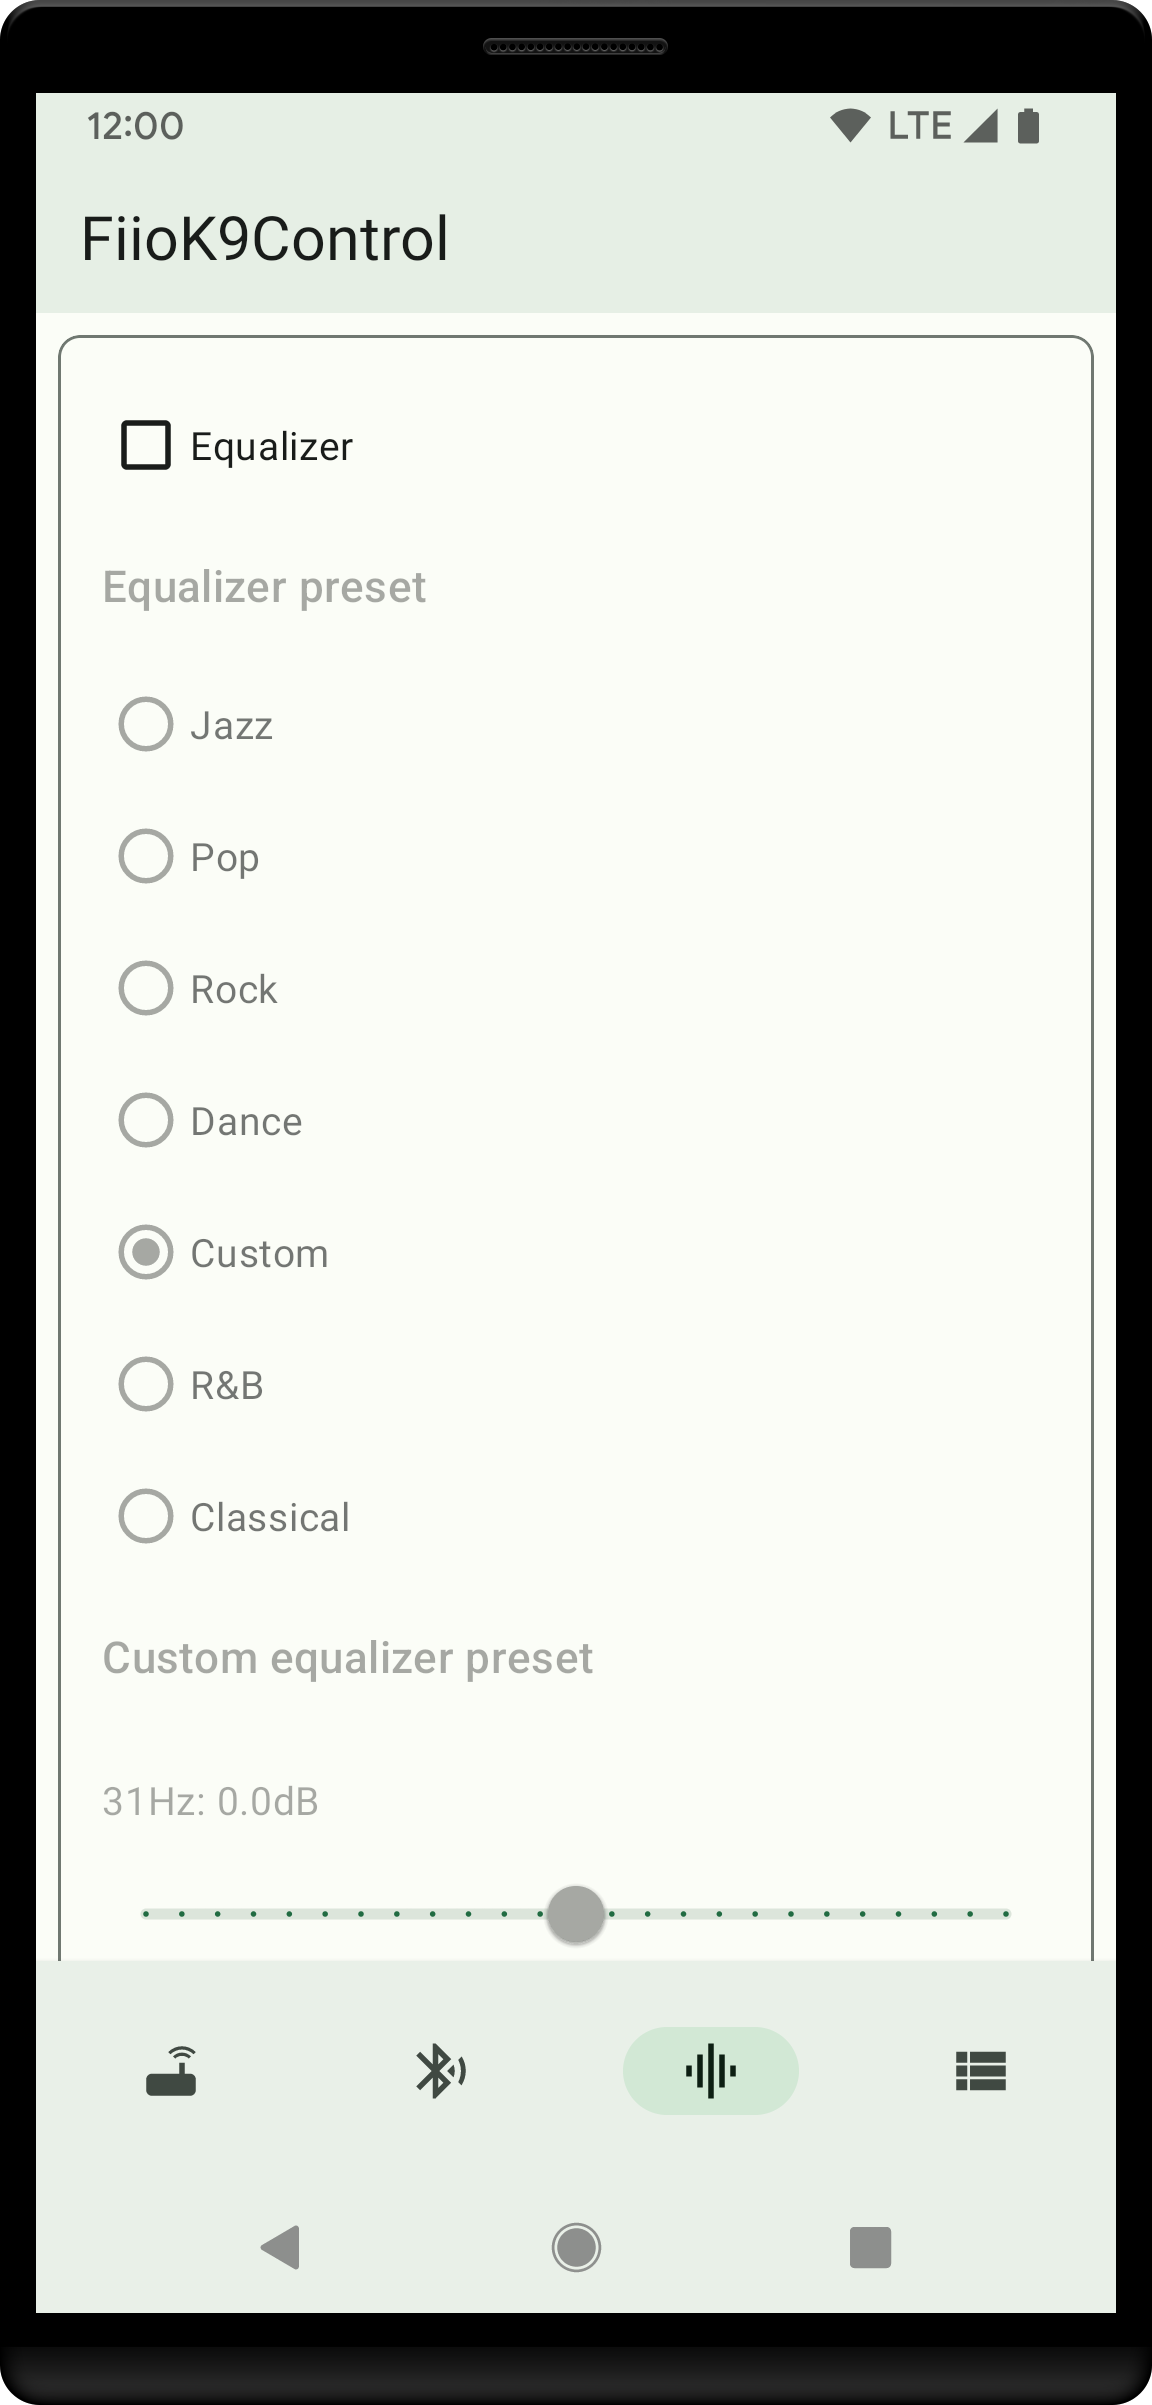 12:00 LTE
FiioK9Control
Equalizer
Equalizer preset
Jazz
Pop
Rock
Dance
Custom
R&B
Classical
Custom equalizer preset
31Hz: 0.0dB